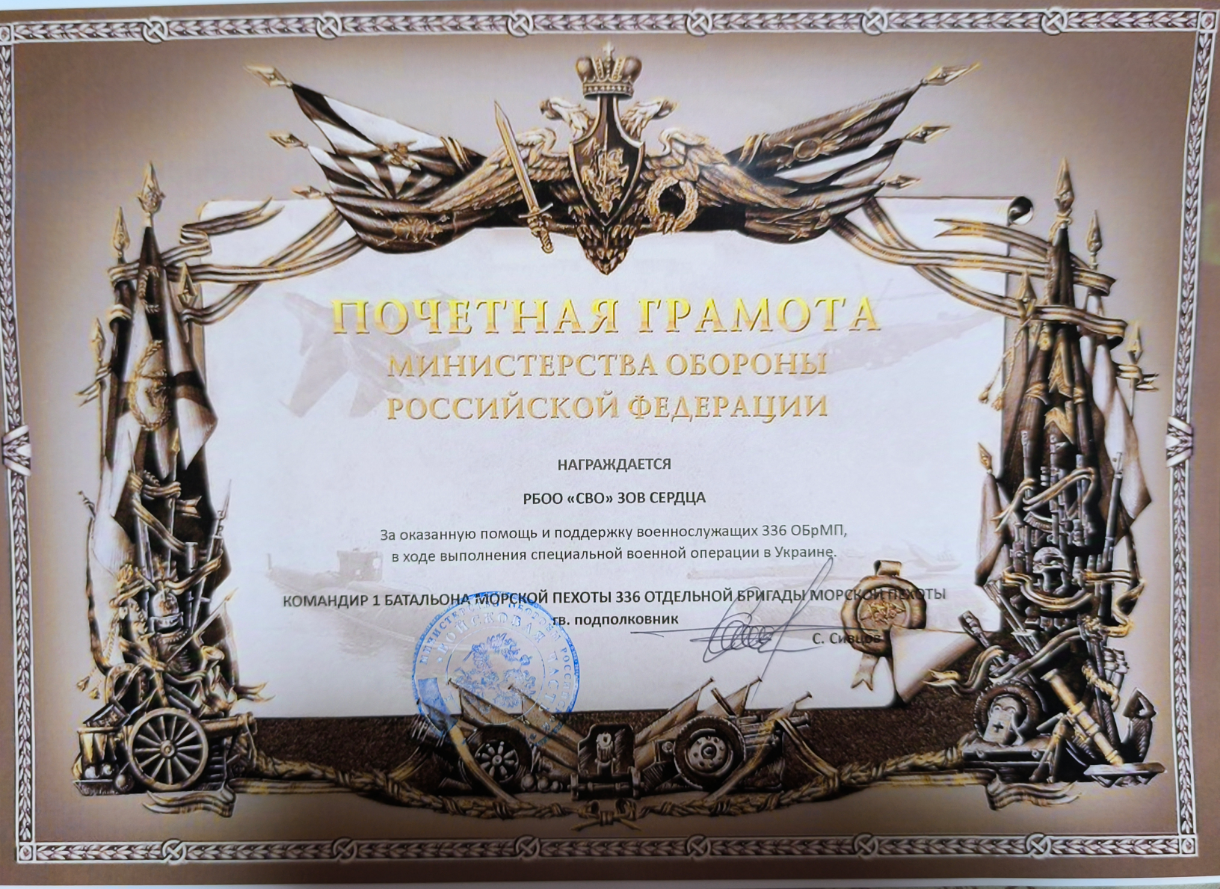 ПОЧЕТНАЯ ГРАМОТА
МИНИСТЕРСТВА ОБОРОНЫ
РОССИЙСКОЙ ФЕДЕРАЦИИ
НАГРАЖДАЕТСЯ
РБОО «СВО» ЗОВ СЕРДЦА
За оказанную помощь и поддержку военнослужащих 336 ОБрМП,
в ходе выполнения специальной военной операции в Украине.
КОМАНДИР 1 БАТАЛЬОНА МОРСКОЙ ПЕХОТЫ 336 ОТДЕЛЬНОЙ БРИГАДЫ МОРСКОЙ ПЕХОТЫ
гв. подполковник
С. Сивцов